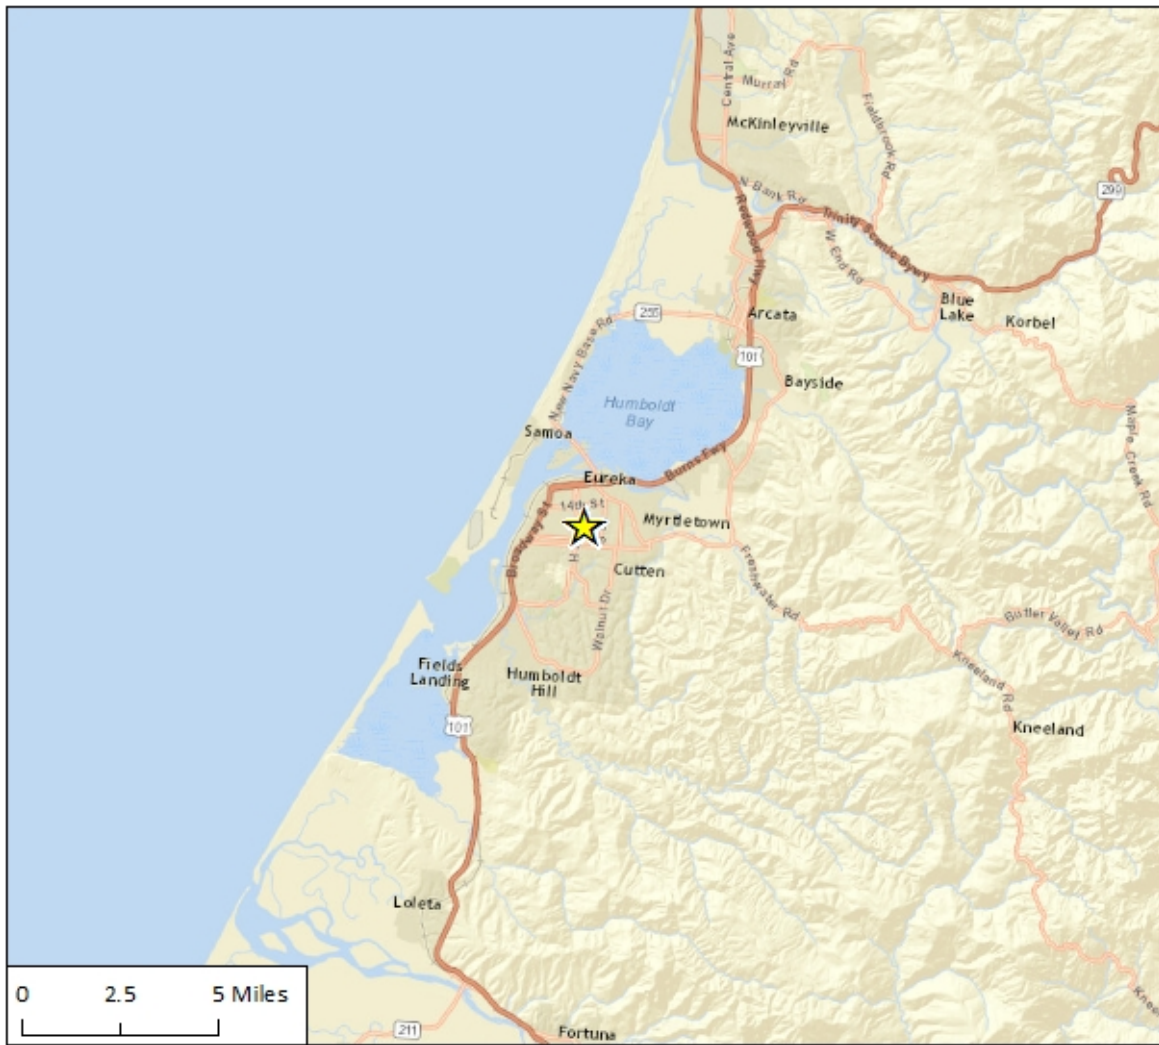 Central Ave
Murray Rd
Fieldbrook Rd
McKinleyville
N Bank Rd
299
Redwood Hwy
Trinity Scenic Bywy
W End Rd
Blue
Lake
Korbel
255
Arcata
New Navy Base Rd
101
Bayside
Humboldt
Bay
Maple Creek Rd
Samoa
Burns Fwy
Eureka
14th St
Myrtletown
Broadway St
H
Cutten
Freshwater Rd
Walnut Dr
Butler Valley Rd
Fields
Landing
Humboldt
Hill
Kneeland Rd
101
Kneeland
Loleta
0 2.5 5 Miles
211
Fortuna